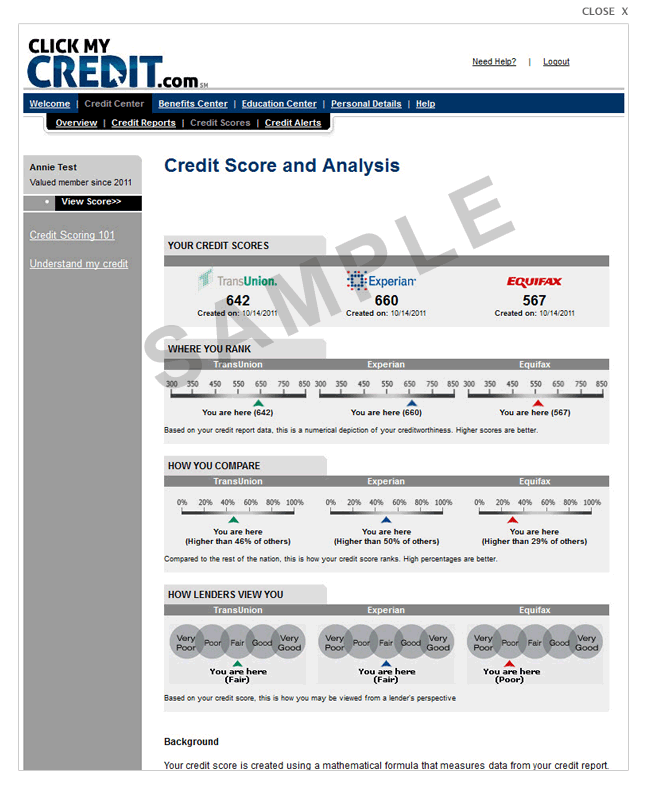 CLOSE X
CLICK MY
CREDIT.com SM
Need Help? | Logout
Welcome | Credit Center | Benefits Center | Education Center | Personal Details | Help
Overview | Credit Reports | Credit Scores | Credit Alerts
Annie Test
Valued member since 2011
View Score>>
Credit Scoring 101
Understand my credit
Credit Score and Analysis
SAMPLE
YOUR CREDIT SCORES
TransUnion. Experian EQUIFAX
642 660 567
Created on: 10/14/2011 Created on: 10/14/2011 Created on: 10/14/2011
WHERE YOU RANK
TransUnion Experian Equifax
300 350 450 550 650 750 850 300 350 450 550 650 750 850 300 350 450 550 650 750 850
You are here (642) You are here (660) You are here (567)
Based on your credit report data, this is a numerical depiction of your creditworthiness. Higher scores are better.
HOW YOU COMPARE
TransUnion Experian Equifax
0% 20% 40% 60% 80% 100% 0% 20% 40% 60% 80% 100% 0% 20% 40% 60% 80% 100%
You are here You are here You are here
(Higher than 46% of others) (Higher than 50% of others) (Higher than 29% of others)
Compared to the rest of the nation, this is how your credit score ranks. High percentages are better.
HOW LENDERS VIEW YOU
TransUnion Experian Equifax
Very Poor Poor Fair Good Very Good Very Poor Poor Fair Good Very Good Very Poor Poor Fair Good Very Good
You are here You are here You are here
(Fair) (Fair) (Poor)
Based on your credit score, this is how you may be viewed from a lender's perspective
Background
Your credit score is created using a mathematical formula that measures data from your credit report.